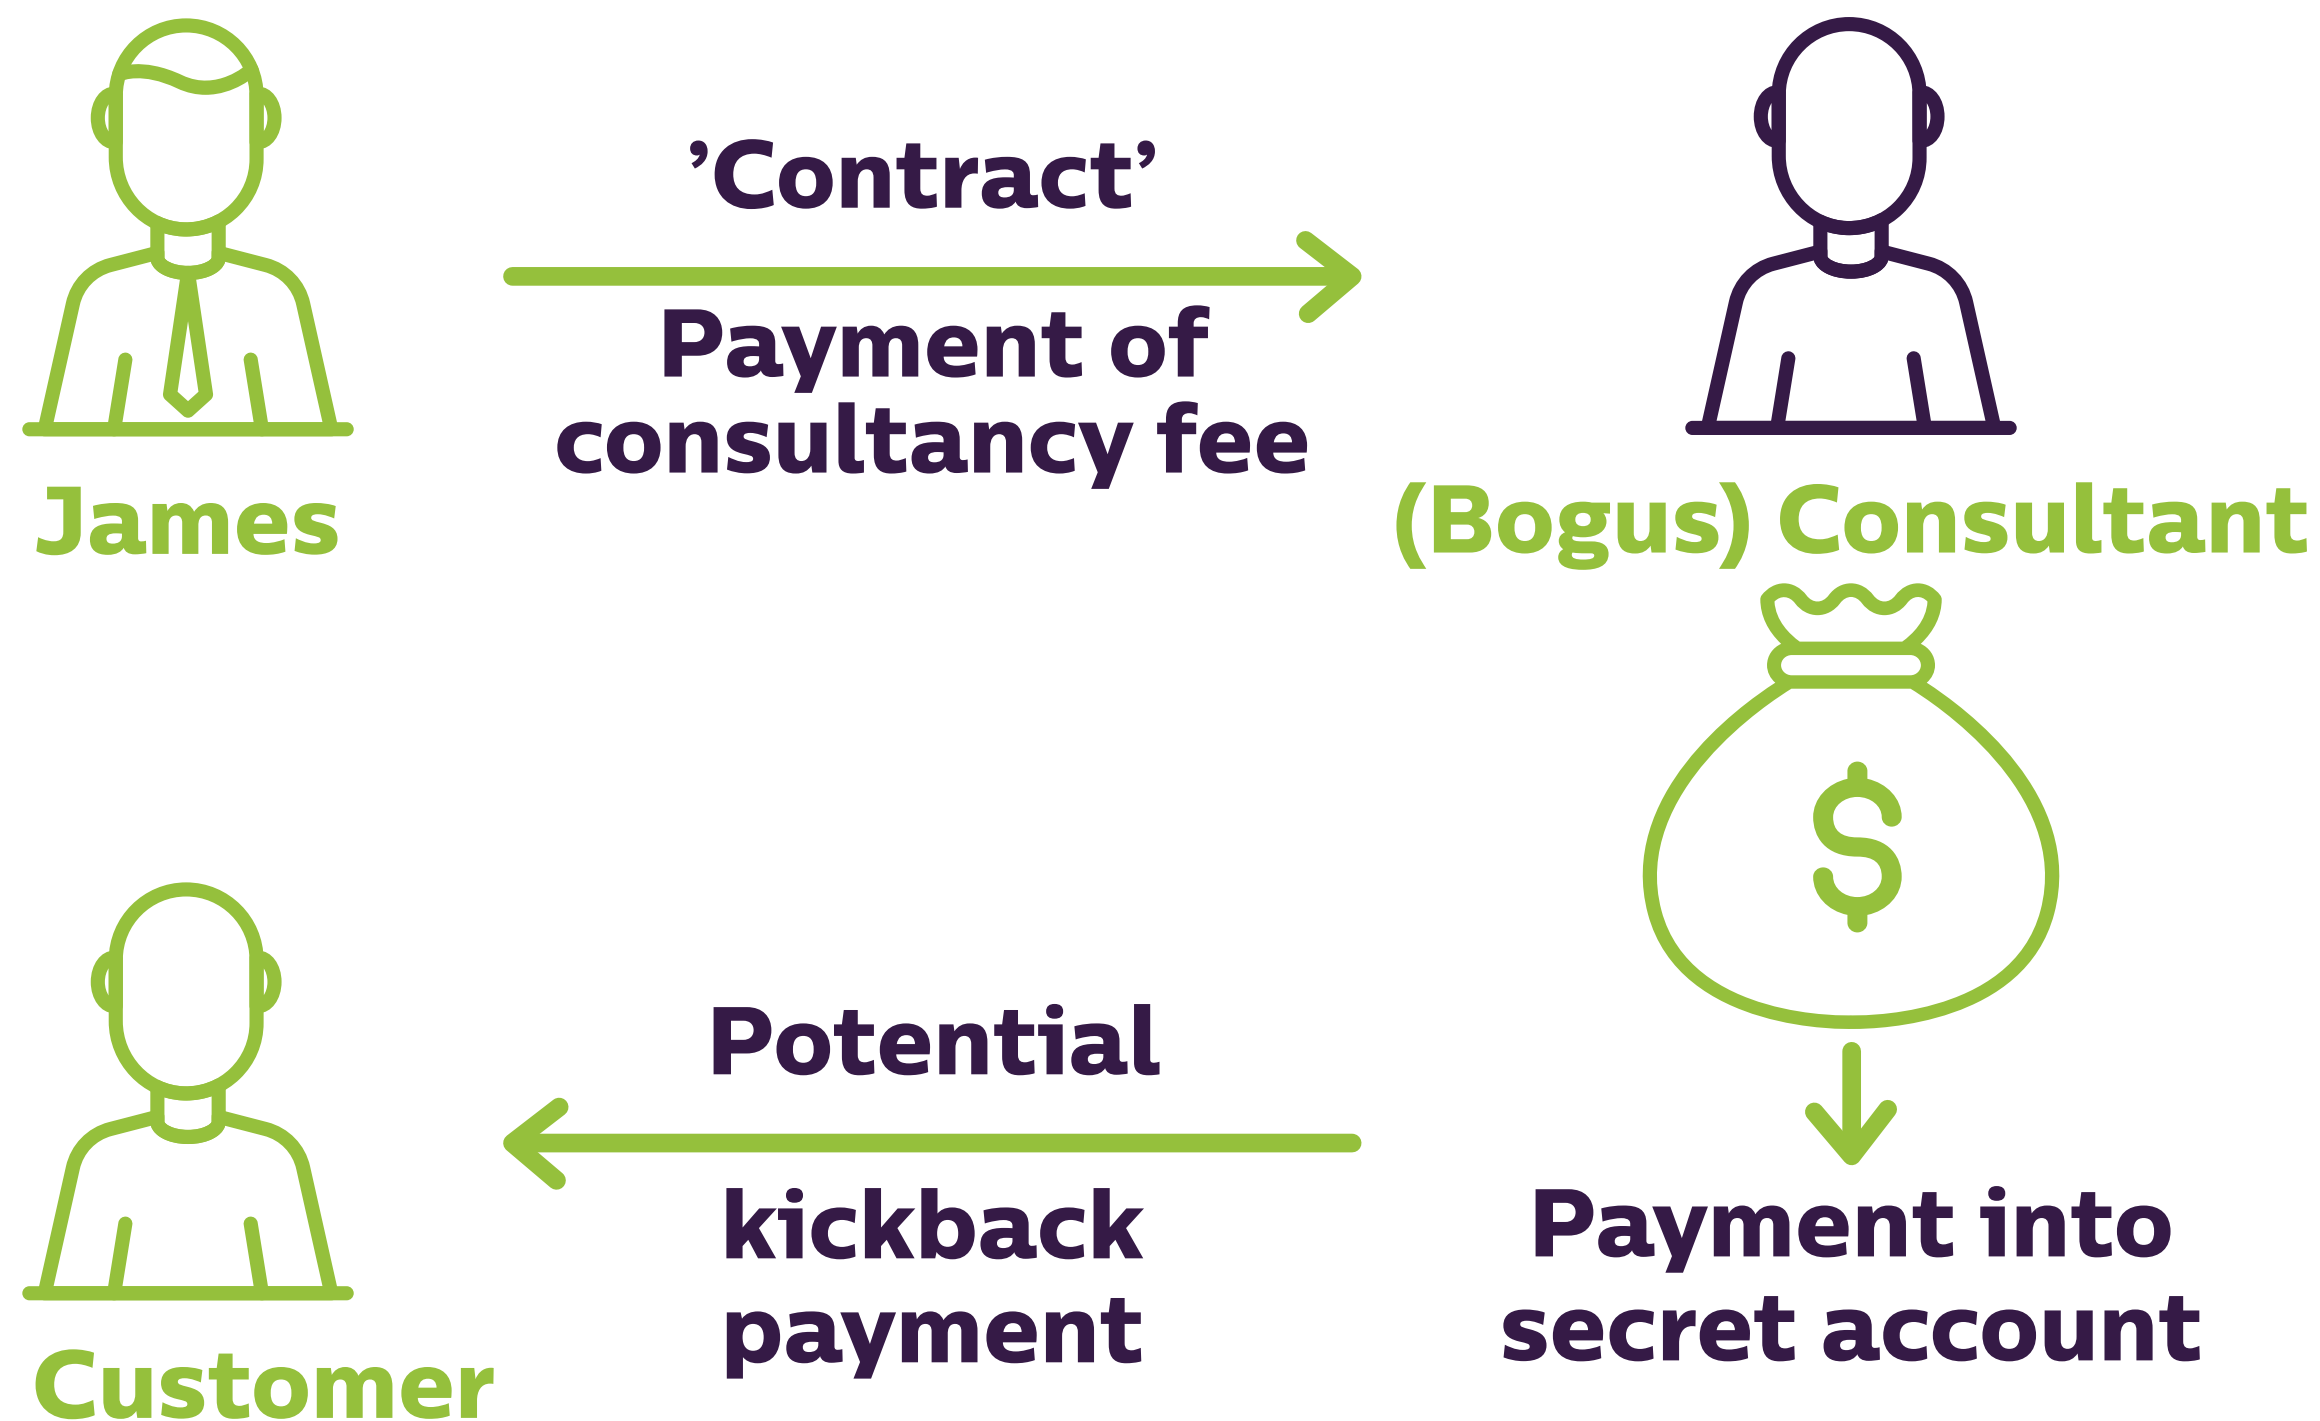 ’Contract’
Payment of
consultancy fee
James
(Bogus) Consultant
$
Potential
kickback
payment
Payment into
secret account
Customer